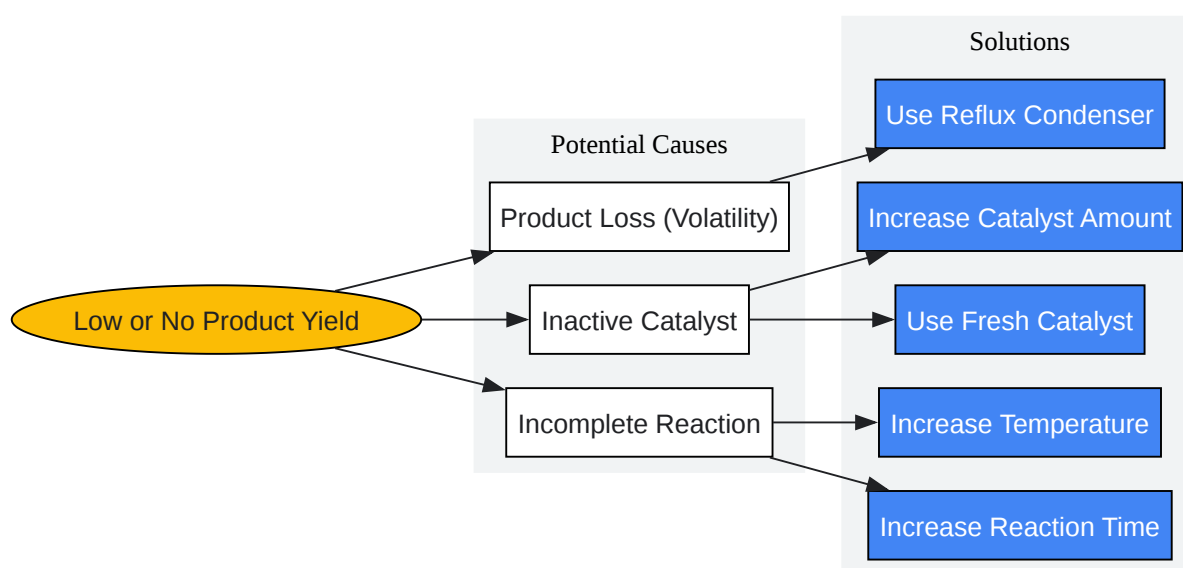 Solutions
Use Reflux Condenser
Potential Causes
Product Loss (Volatility)
Increase Catalyst Amount
Low or No Product Yield
Inactive Catalyst
Use Fresh Catalyst
Incomplete Reaction
Increase Temperature
Increase Reaction Time